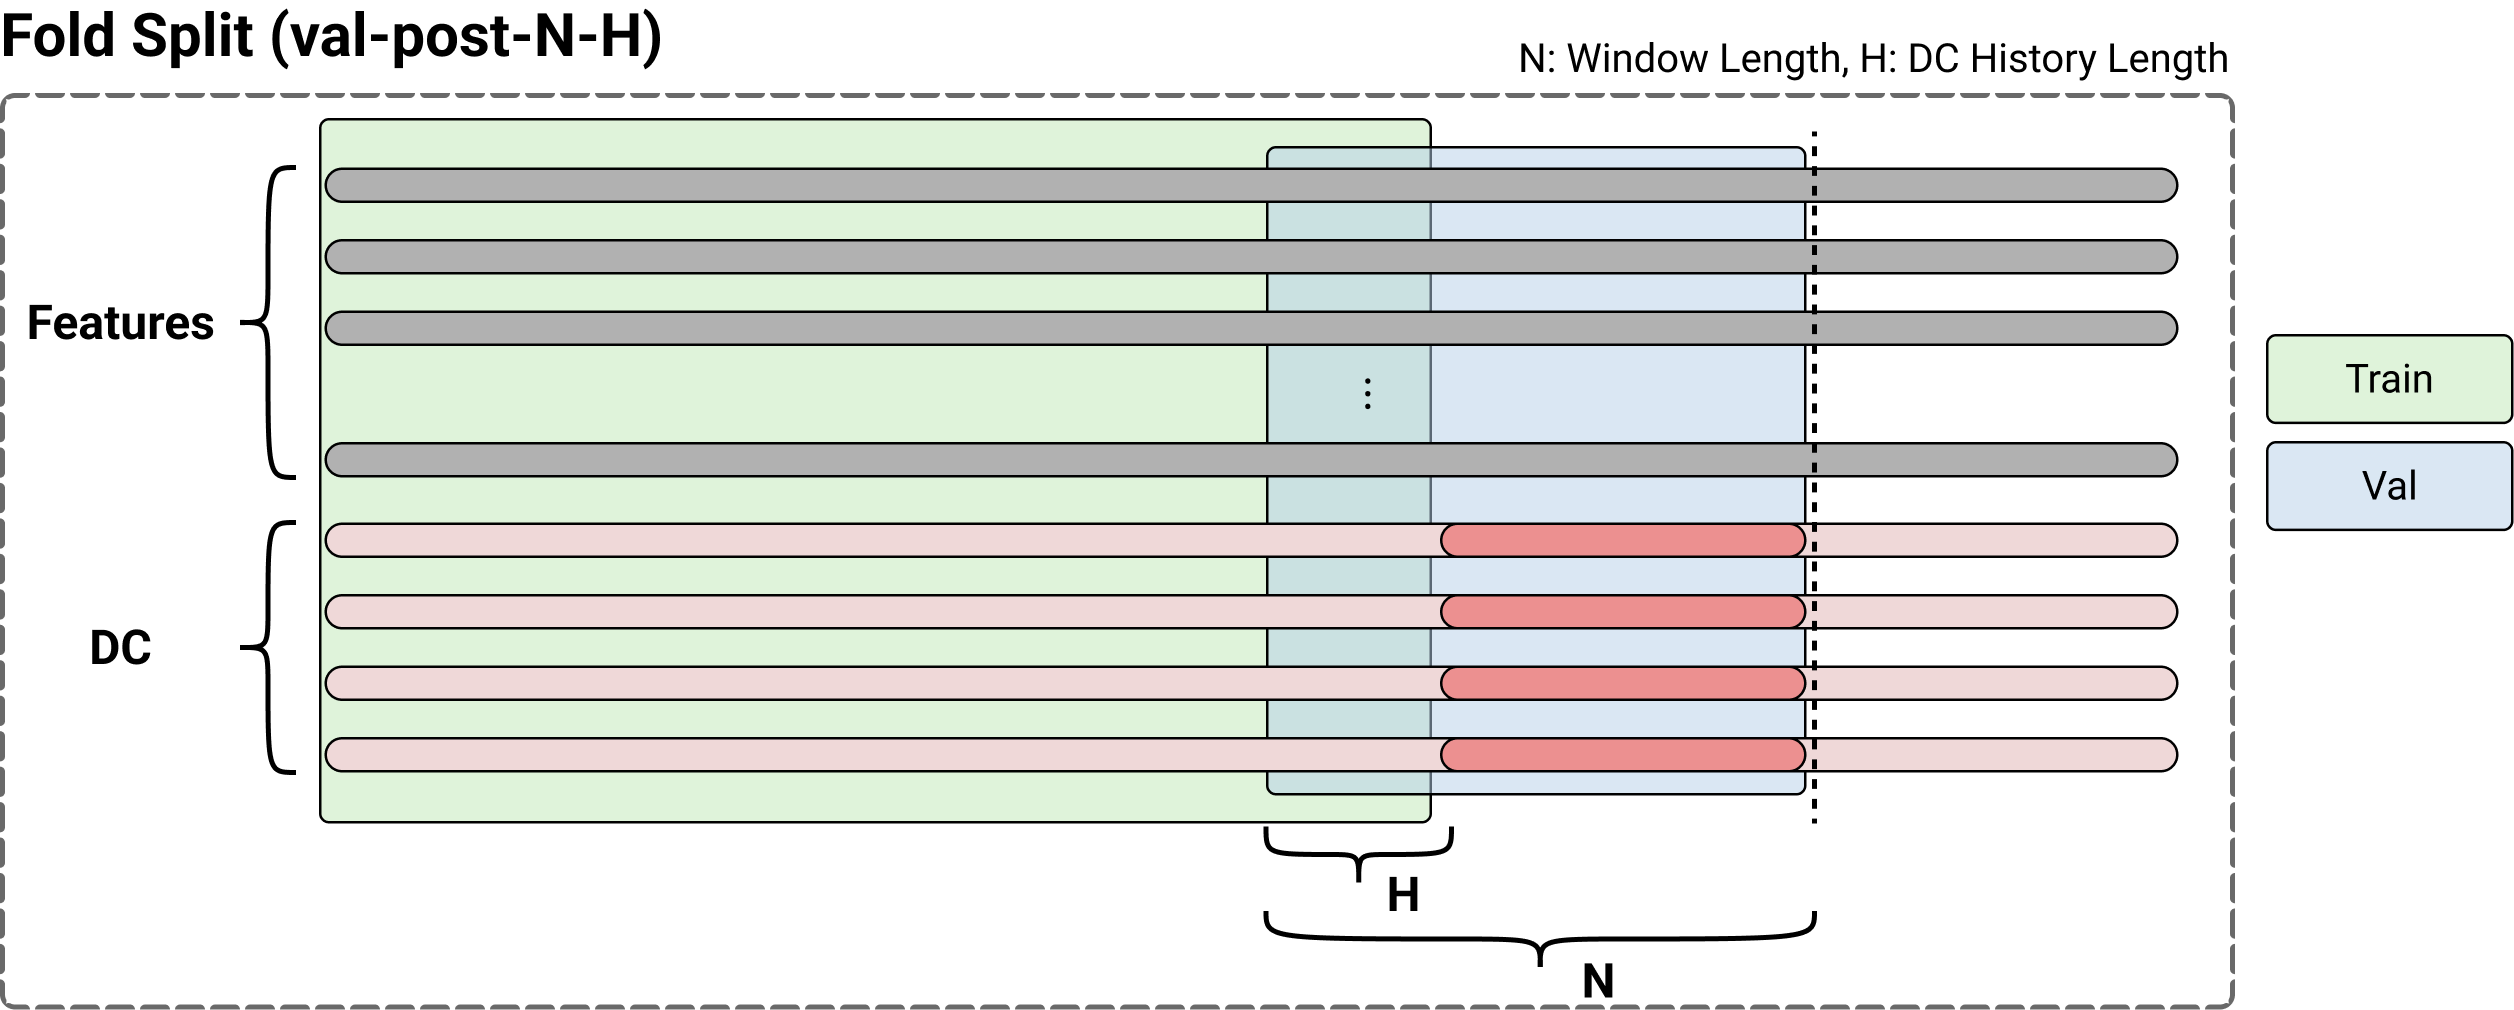 Fold Split (val-post-N-H)
N: Window Length, H: DC History Length
Features
Train
Val
DC
H
N